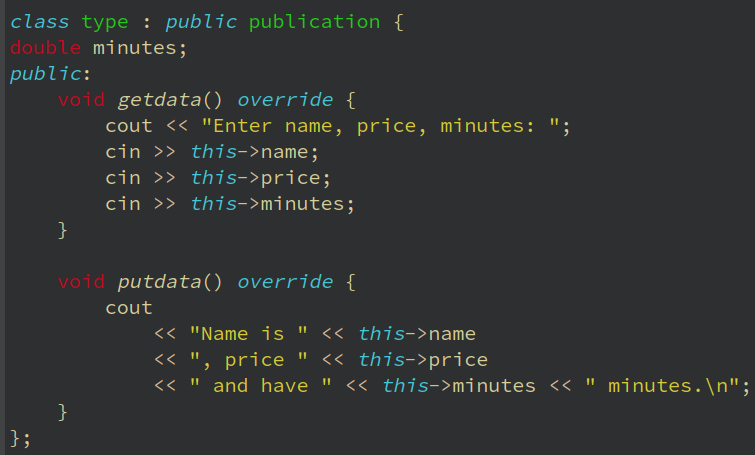 class type : public publication {
double minutes;
public:
    void getdata() override {
        cout << "Enter name, price, minutes: ";
        cin >> this->name;
        cin >> this->price;
        cin >> this->minutes;
    }

    void putdata() override {
        cout
            << "Name is " << this->name
            << ", price " << this->price
            << " and have " << this->minutes << " minutes.\n";
    }
};